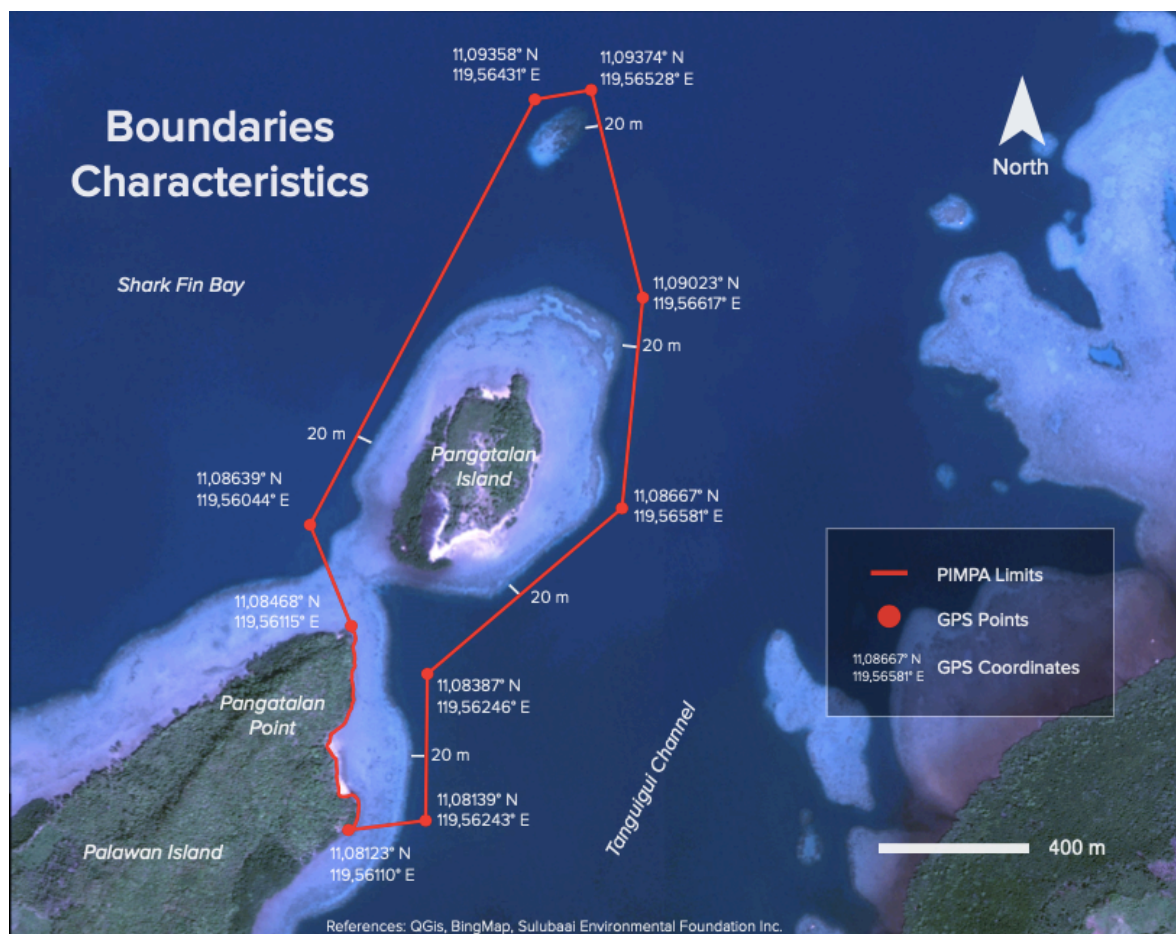 Boundaries
Characteristics
11,09358° N
119,56431° E
11,09374° N
119,56528° E
20 m
North
Shark Fin Bay
11,09023° N
119,56617° E
20 m
20 m
Pangatalan
Island
11,08639° N
119,56044° E
11,08667° N
119,56581° E
20 m
11,08468° N
119,56115° E
PIMPA Limits
GPS Points
11,08667° N
119,56581° E
GPS Coordinates
11,08387° N
119,56246° E
Pangatalan
Point
20 m
Tanguigui Channel
11,08139° N
119,56243° E
Palawan Island
11,08123° N
119,56110° E
400 m
References: QGis, BingMap, Sulubaai Environmental Foundation Inc.